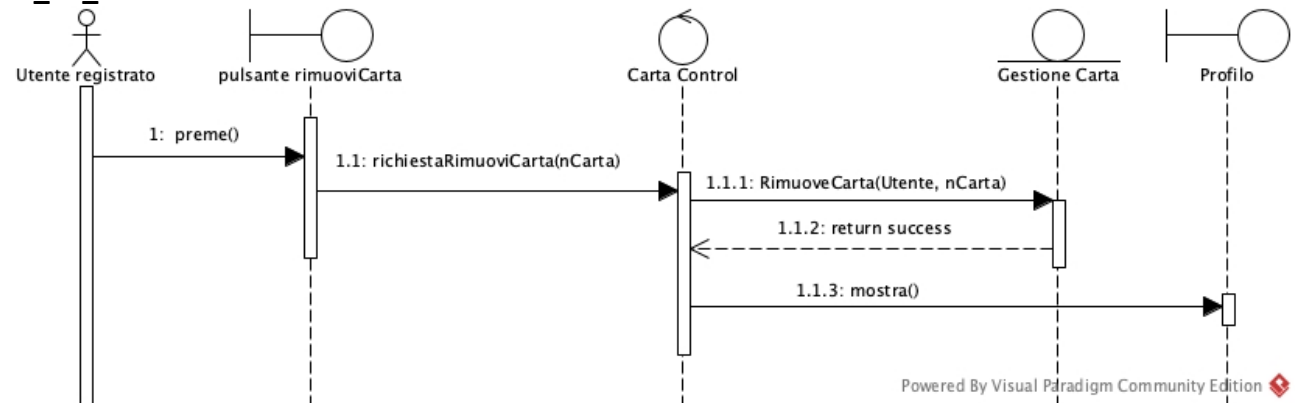 Utente registrato
pulsante rimuoviCarta
Carta Control
Gestione Carta
Profilo
1: preme()
1.1: richiestaRimuoviCarta(nCarta)
1.1.1: RimuoveCarta(Utente, nCarta)
1.1.2: return success
1.1.3: mostra()
Powered By Visual Paradigm Community Edition